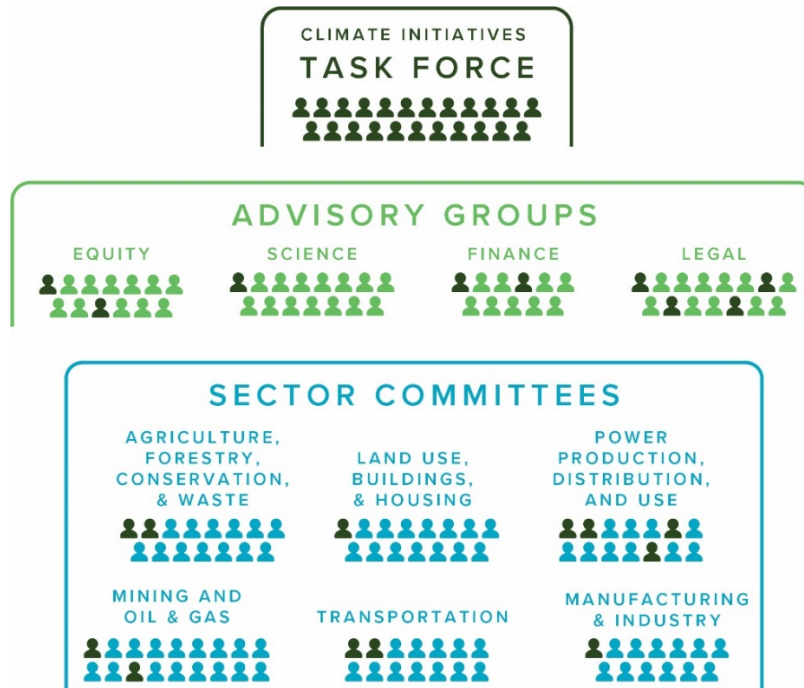 CLIMATE INITIATIVES
TASK FORCE
ADVISORY GROUPS
EQUITY
SCIENCE
FINANCE
LEGAL
SECTOR COMMITTEES
AGRICULTURE,
FORESTRY,
CONSERVATION,
& WASTE
LAND USE,
BUILDINGS,
& HOUSING
POWER
PRODUCTION,
DISTRIBUTION,
AND USE
MINING AND
OIL & GAS
TRANSPORTATION
MANUFACTURING
& INDUSTRY